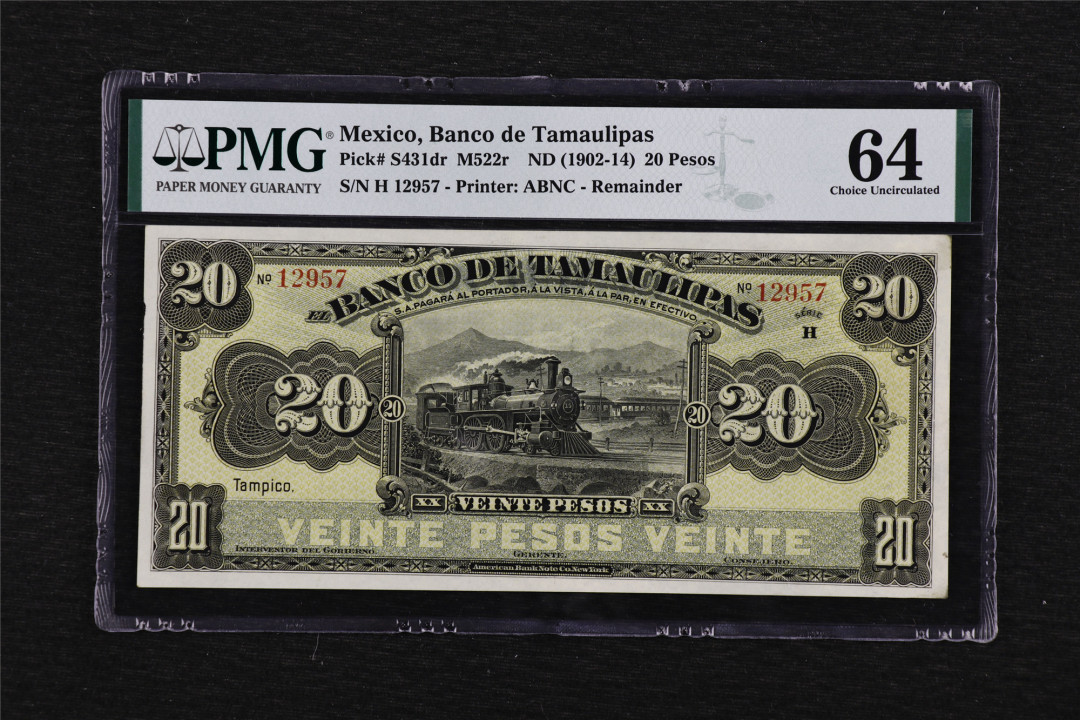 PMG®
PAPER MONEY GUARANTY
Mexico, Banco de Tamaulipas
Pick# S431dr M522r ND (1902-14) 20 Pesos
S/N H 12957 - Printer: ABNC - Remainder
64
Choice Uncirculated
20
No 12957
EL BANCO DE TAMAULIPAS
S.A. PAGARÁ AL PORTADOR, Á LA VISTA, Á LA PAR, EN EFECTIVO.
No 12957
SÉRIE
H
20
20
20
20
20
Tampico.
XX VEINTE PESOS XX
20
VEINTE PESOS VEINTE
20
INTERVENTOR DEL GOBIERNO.
GERENTE.
CONSEJERO.
American Bank Note Co. New York